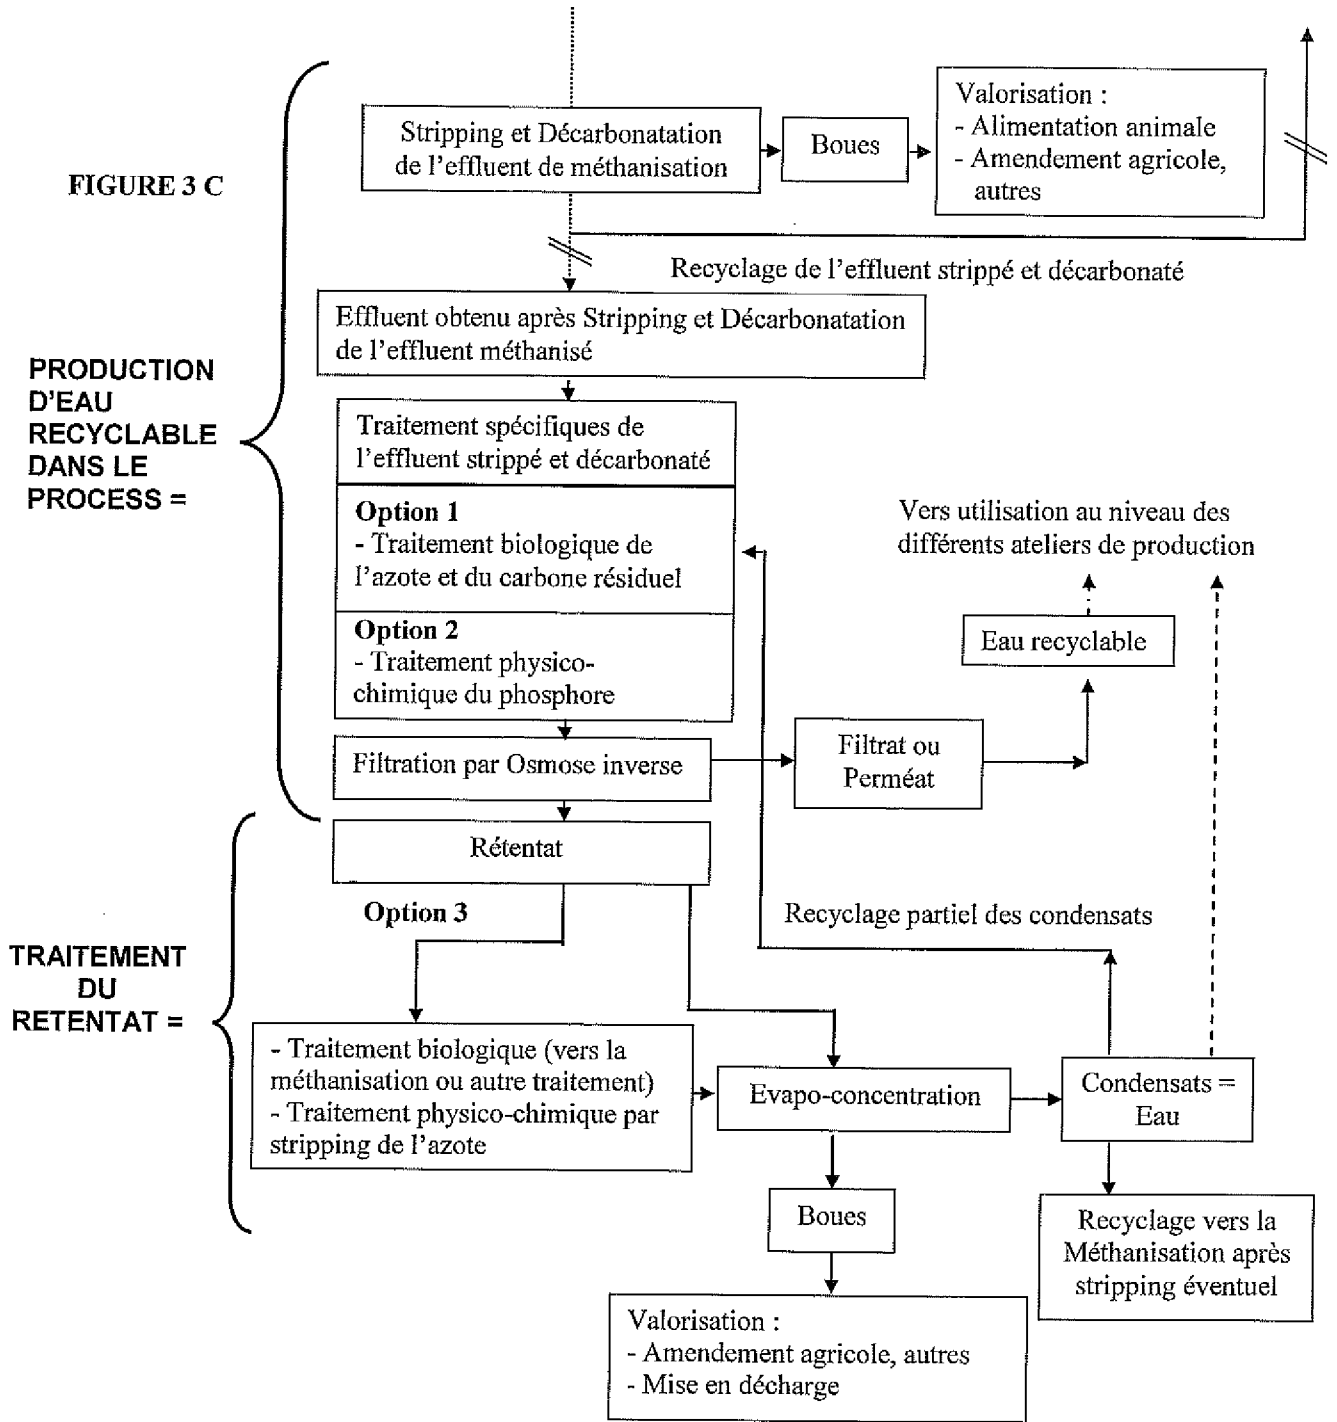 FIGURE 3 C
Stripping et Décarbonatation
de l'effluent de méthanisation
Boues
Valorisation :
- Alimentation animale
- Amendement agricole,
autres
Recyclage de l'effluent strippé et décarbonaté
Effluent obtenu après Stripping et Décarbonatation
de l'effluent méthanisé
PRODUCTION
D'EAU
RECYCLABLE
DANS LE
PROCESS =
Traitement spécifiques de
l'effluent strippé et décarbonaté
Option 1
- Traitement biologique de
l'azote et du carbone résiduel
Option 2
- Traitement physico-
chimique du phosphore
Vers utilisation au niveau des
différents ateliers de production
Eau recyclable
Filtration par Osmose inverse
Filtrat ou
Perméat
Rétentat
Option 3
Recyclage partiel des condensats
TRAITEMENT
DU
RETENTAT =
- Traitement biologique (vers la
méthanisation ou autre traitement)
- Traitement physico-chimique par
stripping de l'azote
Evapo-concentration
Condensats =
Eau
Boues
Recyclage vers la
Méthanisation après
stripping éventuel
Valorisation :
- Amendement agricole, autres
- Mise en décharge